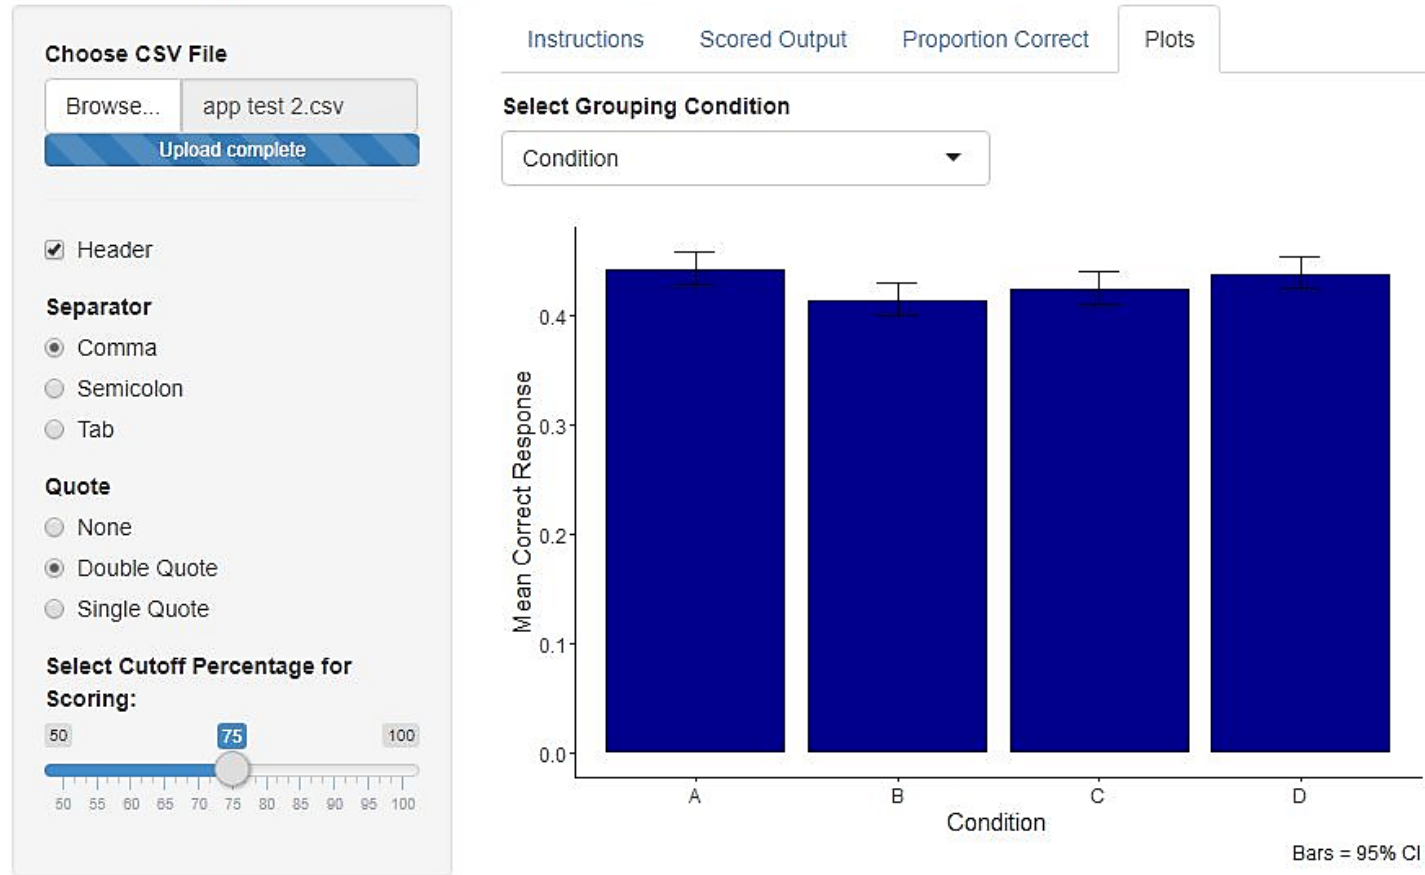 Choose CSV File
Browse... app test 2.csv
Upload complete
Header
Separator
Comma
Semicolon
Tab
Quote
None
Double Quote
Single Quote
Select Cutoff Percentage for
Scoring:
50 75 100
50 55 60 65 70 75 80 85 90 95 100
Instructions Scored Output Proportion Correct Plots
Select Grouping Condition
Condition
Mean Correct Response
0.4
0.3
0.2
0.1
0.0
A B C D
Condition
Bars = 95% CI